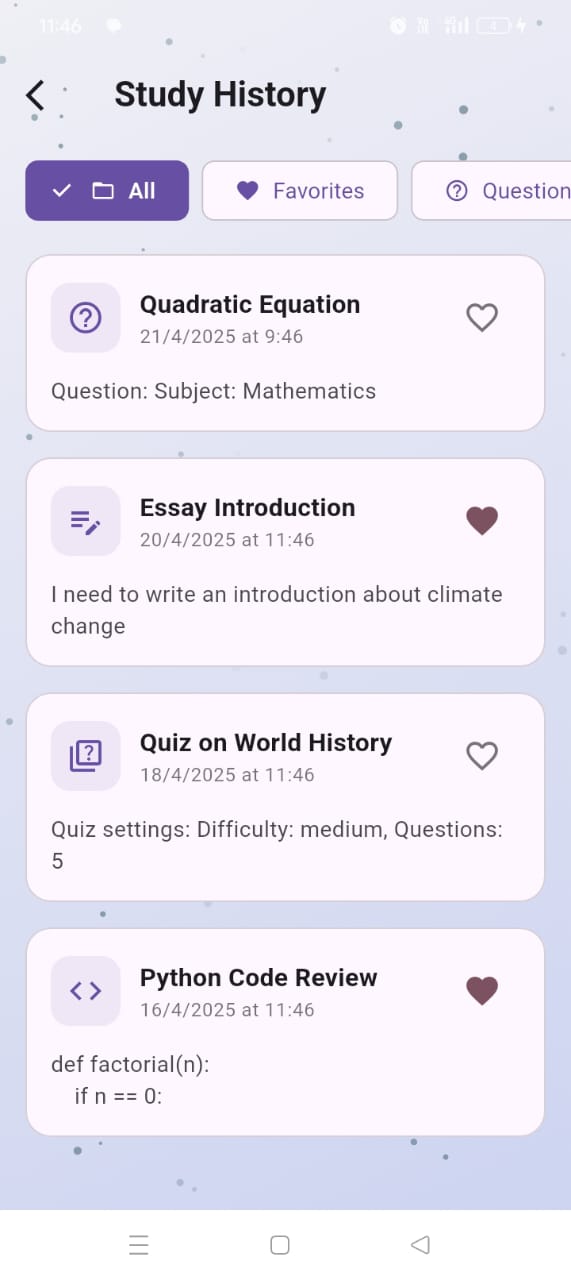 11:46
4G
4
Study History
All
Favorites
Question
Quadratic Equation
21/4/2025 at 9:46
Question: Subject: Mathematics
Essay Introduction
20/4/2025 at 11:46
I need to write an introduction about climate
change
Quiz on World History
18/4/2025 at 11:46
Quiz settings: Difficulty: medium, Questions:
5
Python Code Review
16/4/2025 at 11:46
def factorial(n):
if n == 0: